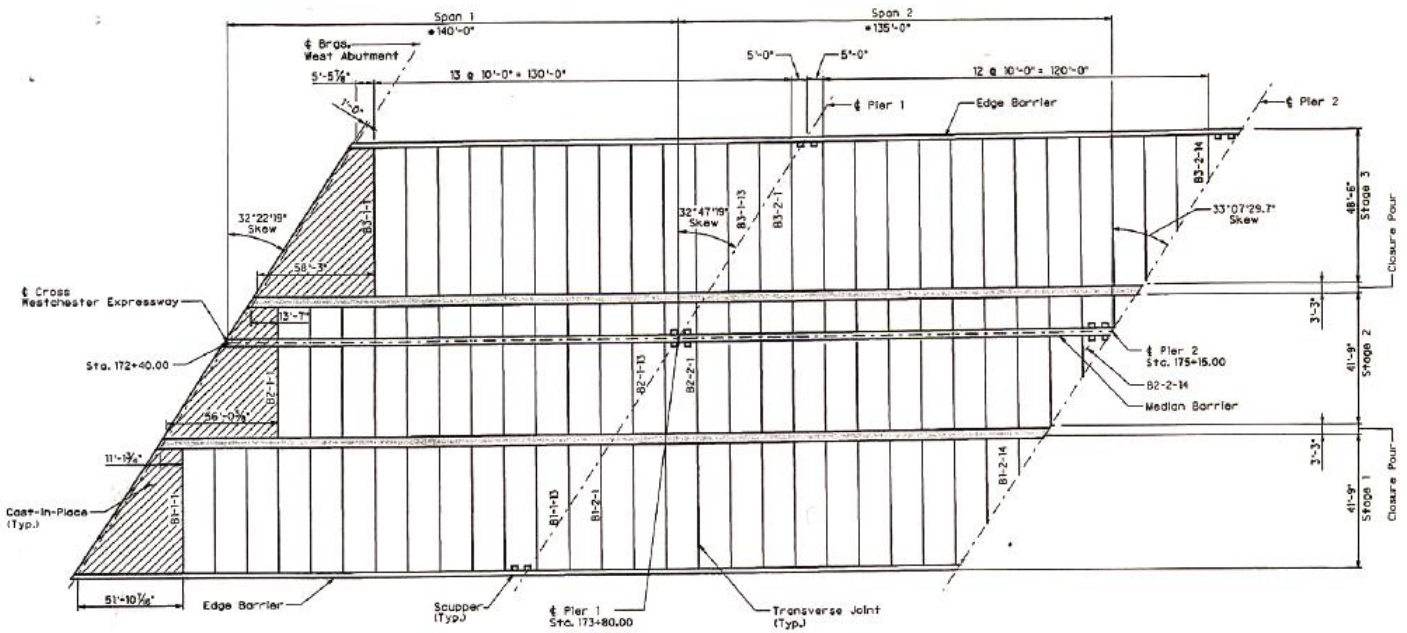 Span 1
●140'-0"
Span 2
●135'-0"
℄ Brgs.
West Abutment
5'-5⅞"
13 @ 10'-0" = 130'-0"
5'-0"
5'-0"
12 @ 10'-0" = 120'-0"
1'-0"
℄ Pier 1
Edge Barrier
℄ Pier 2
B3-1-1
B3-1-13
B3-2-1
B3-2-14
32°22'19"
Skew
32°47'19"
Skew
33°07'29.7"
Skew
48'-6"
Stage 3
Closure Pour
58'-3"
℄ Cross
Westchester Expressway
13'-7"
3'-3"
Sta. 172+40.00
℄ Pier 2
Sta. 175+15.00
B2-1-1
B2-1-13
B2-2-1
B2-2-14
Median Barrier
41'-9"
Stage 2
56'-0⅝"
3'-3"
11'-1¾"
Cast-In-Place
(Typ.)
B1-1-1
B1-1-13
B1-2-1
B1-2-14
41'-9"
Stage 1
Closure Pour
51'-10⁷⁄₁₆"
Edge Barrier
Scupper
(Typ.)
℄ Pier 1
Sta. 173+80.00
Transverse Joint
(Typ.)